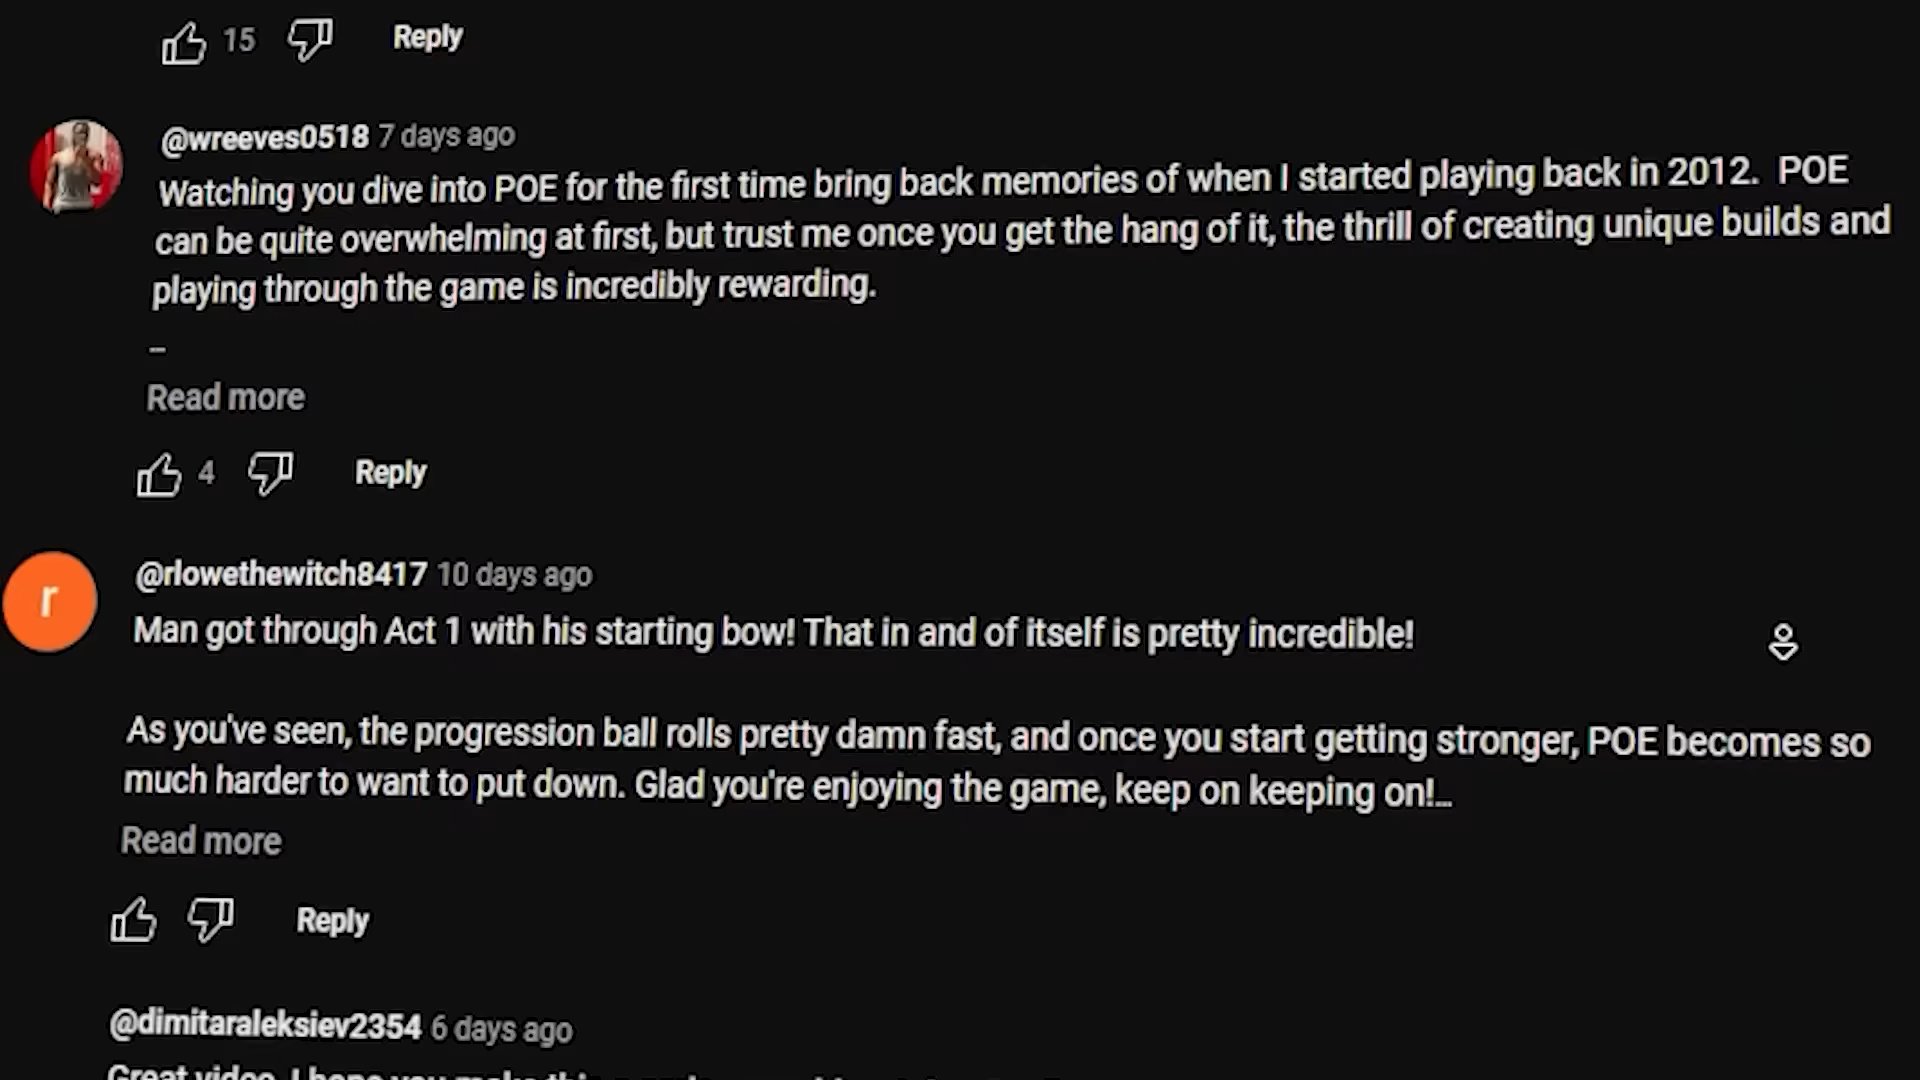 15 Reply
@wreeves0518 7 days ago
Watching you dive into POE for the first time bring back memories of when I started playing back in 2012.  POE
can be quite overwhelming at first, but trust me once you get the hang of it, the thrill of creating unique builds and
playing through the game is incredibly rewarding.
–
Read more
4 Reply
r
@rlowethewitch8417 10 days ago
Man got through Act 1 with his starting bow! That in and of itself is pretty incredible!
As you've seen, the progression ball rolls pretty damn fast, and once you start getting stronger, POE becomes so
much harder to want to put down. Glad you're enjoying the game, keep on keeping on!...
Read more
Reply
@dimitaraleksiev2354 6 days ago
Great video, I hope you make this